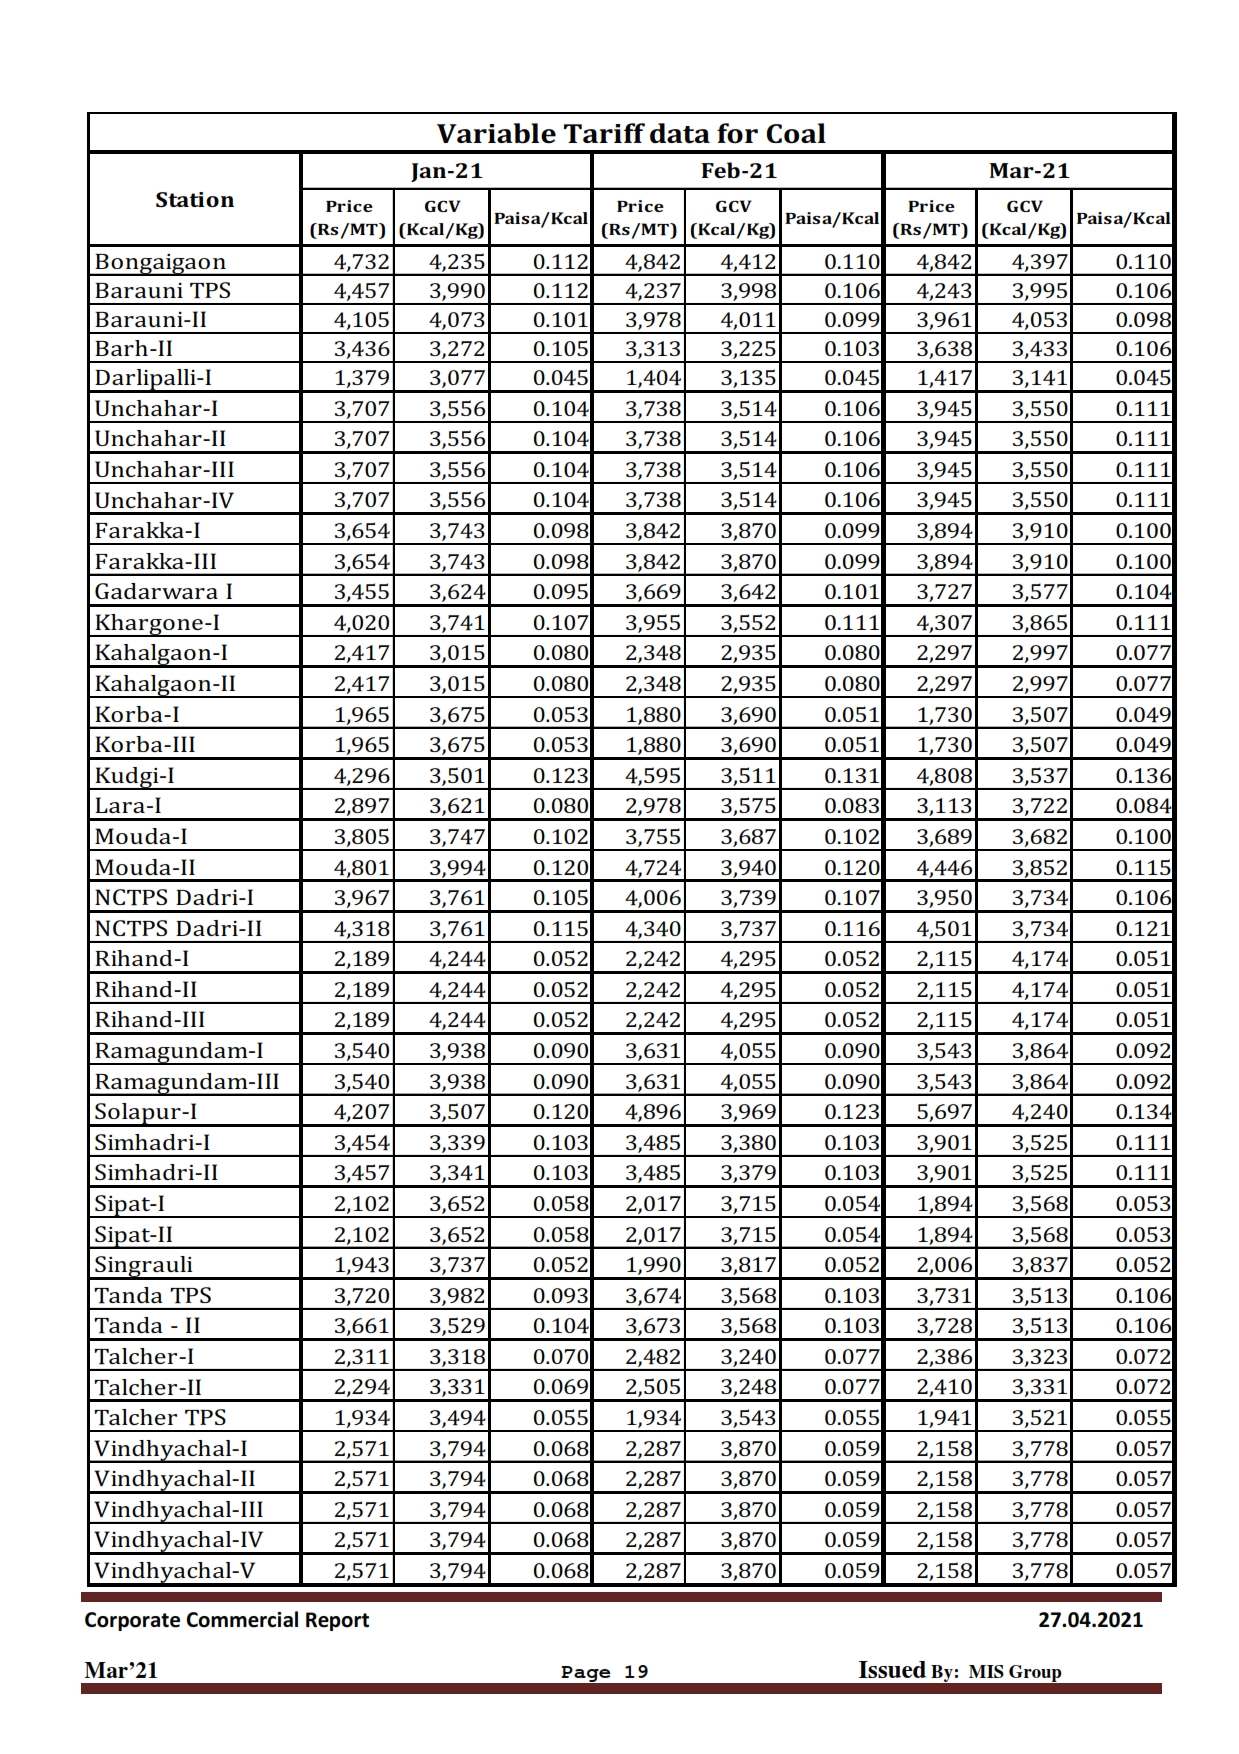 Variable Tariff data for Coal
Station Jan-21 Feb-21 Mar-21
Price (Rs/MT) GCV (Kcal/Kg) Paisa/Kcal Price (Rs/MT) GCV (Kcal/Kg) Paisa/Kcal Price (Rs/MT) GCV (Kcal/Kg) Paisa/Kcal
Bongaigaon 4,732 4,235 0.112 4,842 4,412 0.110 4,842 4,397 0.110
Barauni TPS 4,457 3,990 0.112 4,237 3,998 0.106 4,243 3,995 0.106
Barauni-II 4,105 4,073 0.101 3,978 4,011 0.099 3,961 4,053 0.098
Barh-II 3,436 3,272 0.105 3,313 3,225 0.103 3,638 3,433 0.106
Darlipalli-I 1,379 3,077 0.045 1,404 3,135 0.045 1,417 3,141 0.045
Unchahar-I 3,707 3,556 0.104 3,738 3,514 0.106 3,945 3,550 0.111
Unchahar-II 3,707 3,556 0.104 3,738 3,514 0.106 3,945 3,550 0.111
Unchahar-III 3,707 3,556 0.104 3,738 3,514 0.106 3,945 3,550 0.111
Unchahar-IV 3,707 3,556 0.104 3,738 3,514 0.106 3,945 3,550 0.111
Farakka-I 3,654 3,743 0.098 3,842 3,870 0.099 3,894 3,910 0.100
Farakka-III 3,654 3,743 0.098 3,842 3,870 0.099 3,894 3,910 0.100
Gadarwara I 3,455 3,624 0.095 3,669 3,642 0.101 3,727 3,577 0.104
Khargone-I 4,020 3,741 0.107 3,955 3,552 0.111 4,307 3,865 0.111
Kahalgaon-I 2,417 3,015 0.080 2,348 2,935 0.080 2,297 2,997 0.077
Kahalgaon-II 2,417 3,015 0.080 2,348 2,935 0.080 2,297 2,997 0.077
Korba-I 1,965 3,675 0.053 1,880 3,690 0.051 1,730 3,507 0.049
Korba-III 1,965 3,675 0.053 1,880 3,690 0.051 1,730 3,507 0.049
Kudgi-I 4,296 3,501 0.123 4,595 3,511 0.131 4,808 3,537 0.136
Lara-I 2,897 3,621 0.080 2,978 3,575 0.083 3,113 3,722 0.084
Mouda-I 3,805 3,747 0.102 3,755 3,687 0.102 3,689 3,682 0.100
Mouda-II 4,801 3,994 0.120 4,724 3,940 0.120 4,446 3,852 0.115
NCTPS Dadri-I 3,967 3,761 0.105 4,006 3,739 0.107 3,950 3,734 0.106
NCTPS Dadri-II 4,318 3,761 0.115 4,340 3,737 0.116 4,501 3,734 0.121
Rihand-I 2,189 4,244 0.052 2,242 4,295 0.052 2,115 4,174 0.051
Rihand-II 2,189 4,244 0.052 2,242 4,295 0.052 2,115 4,174 0.051
Rihand-III 2,189 4,244 0.052 2,242 4,295 0.052 2,115 4,174 0.051
Ramagundam-I 3,540 3,938 0.090 3,631 4,055 0.090 3,543 3,864 0.092
Ramagundam-III 3,540 3,938 0.090 3,631 4,055 0.090 3,543 3,864 0.092
Solapur-I 4,207 3,507 0.120 4,896 3,969 0.123 5,697 4,240 0.134
Simhadri-I 3,454 3,339 0.103 3,485 3,380 0.103 3,901 3,525 0.111
Simhadri-II 3,457 3,341 0.103 3,485 3,379 0.103 3,901 3,525 0.111
Sipat-I 2,102 3,652 0.058 2,017 3,715 0.054 1,894 3,568 0.053
Sipat-II 2,102 3,652 0.058 2,017 3,715 0.054 1,894 3,568 0.053
Singrauli 1,943 3,737 0.052 1,990 3,817 0.052 2,006 3,837 0.052
Tanda TPS 3,720 3,982 0.093 3,674 3,568 0.103 3,731 3,513 0.106
Tanda - II 3,661 3,529 0.104 3,673 3,568 0.103 3,728 3,513 0.106
Talcher-I 2,311 3,318 0.070 2,482 3,240 0.077 2,386 3,323 0.072
Talcher-II 2,294 3,331 0.069 2,505 3,248 0.077 2,410 3,331 0.072
Talcher TPS 1,934 3,494 0.055 1,934 3,543 0.055 1,941 3,521 0.055
Vindhyachal-I 2,571 3,794 0.068 2,287 3,870 0.059 2,158 3,778 0.057
Vindhyachal-II 2,571 3,794 0.068 2,287 3,870 0.059 2,158 3,778 0.057
Vindhyachal-III 2,571 3,794 0.068 2,287 3,870 0.059 2,158 3,778 0.057
Vindhyachal-IV 2,571 3,794 0.068 2,287 3,870 0.059 2,158 3,778 0.057
Vindhyachal-V 2,571 3,794 0.068 2,287 3,870 0.059 2,158 3,778 0.057
Corporate Commercial Report 27.04.2021
Mar’21 Page 19 Issued By: MIS Group